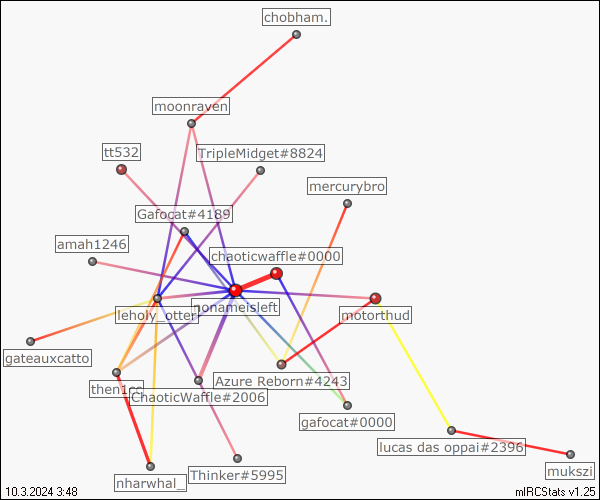 chobham.
moonraven
tt532
TripleMidget#8824
mercurybro
Gafocat#4189
amah1246
chaoticwaffle#0000
nonameisleft
leholy_otter
motorthud
gateauxcatto
Azure Reborn#4243
then1cc
ChaoticWaffle#2006
gafocat#0000
lucas das oppai#2396
mukszi
Thinker#5995
nharwhal_
10.3.2024 3:48
mIRCStats v1.25